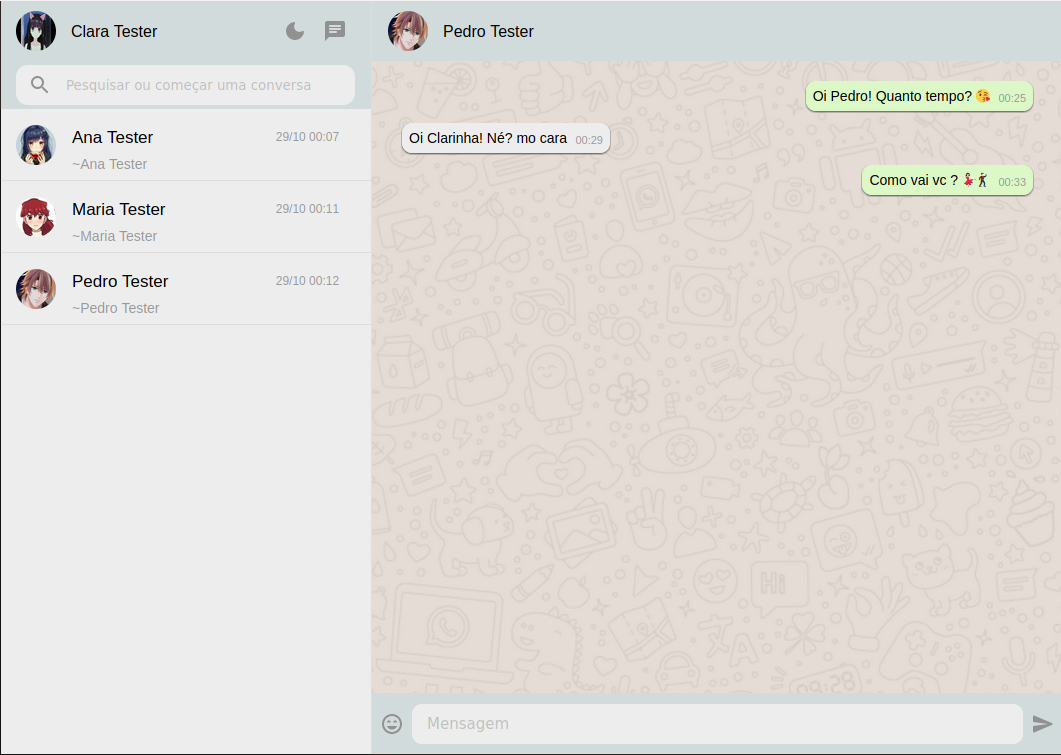 Clara Tester
Pesquisar ou começar uma conversa
Ana Tester 29/10 00:07
~Ana Tester
Maria Tester 29/10 00:11
~Maria Tester
Pedro Tester 29/10 00:12
~Pedro Tester
Pedro Tester
Oi Pedro! Quanto tempo? 😘 00:25
Oi Clarinha! Né? mo cara 00:29
Como vai vc ? 💃🕺 00:33
Hi
Mensagem